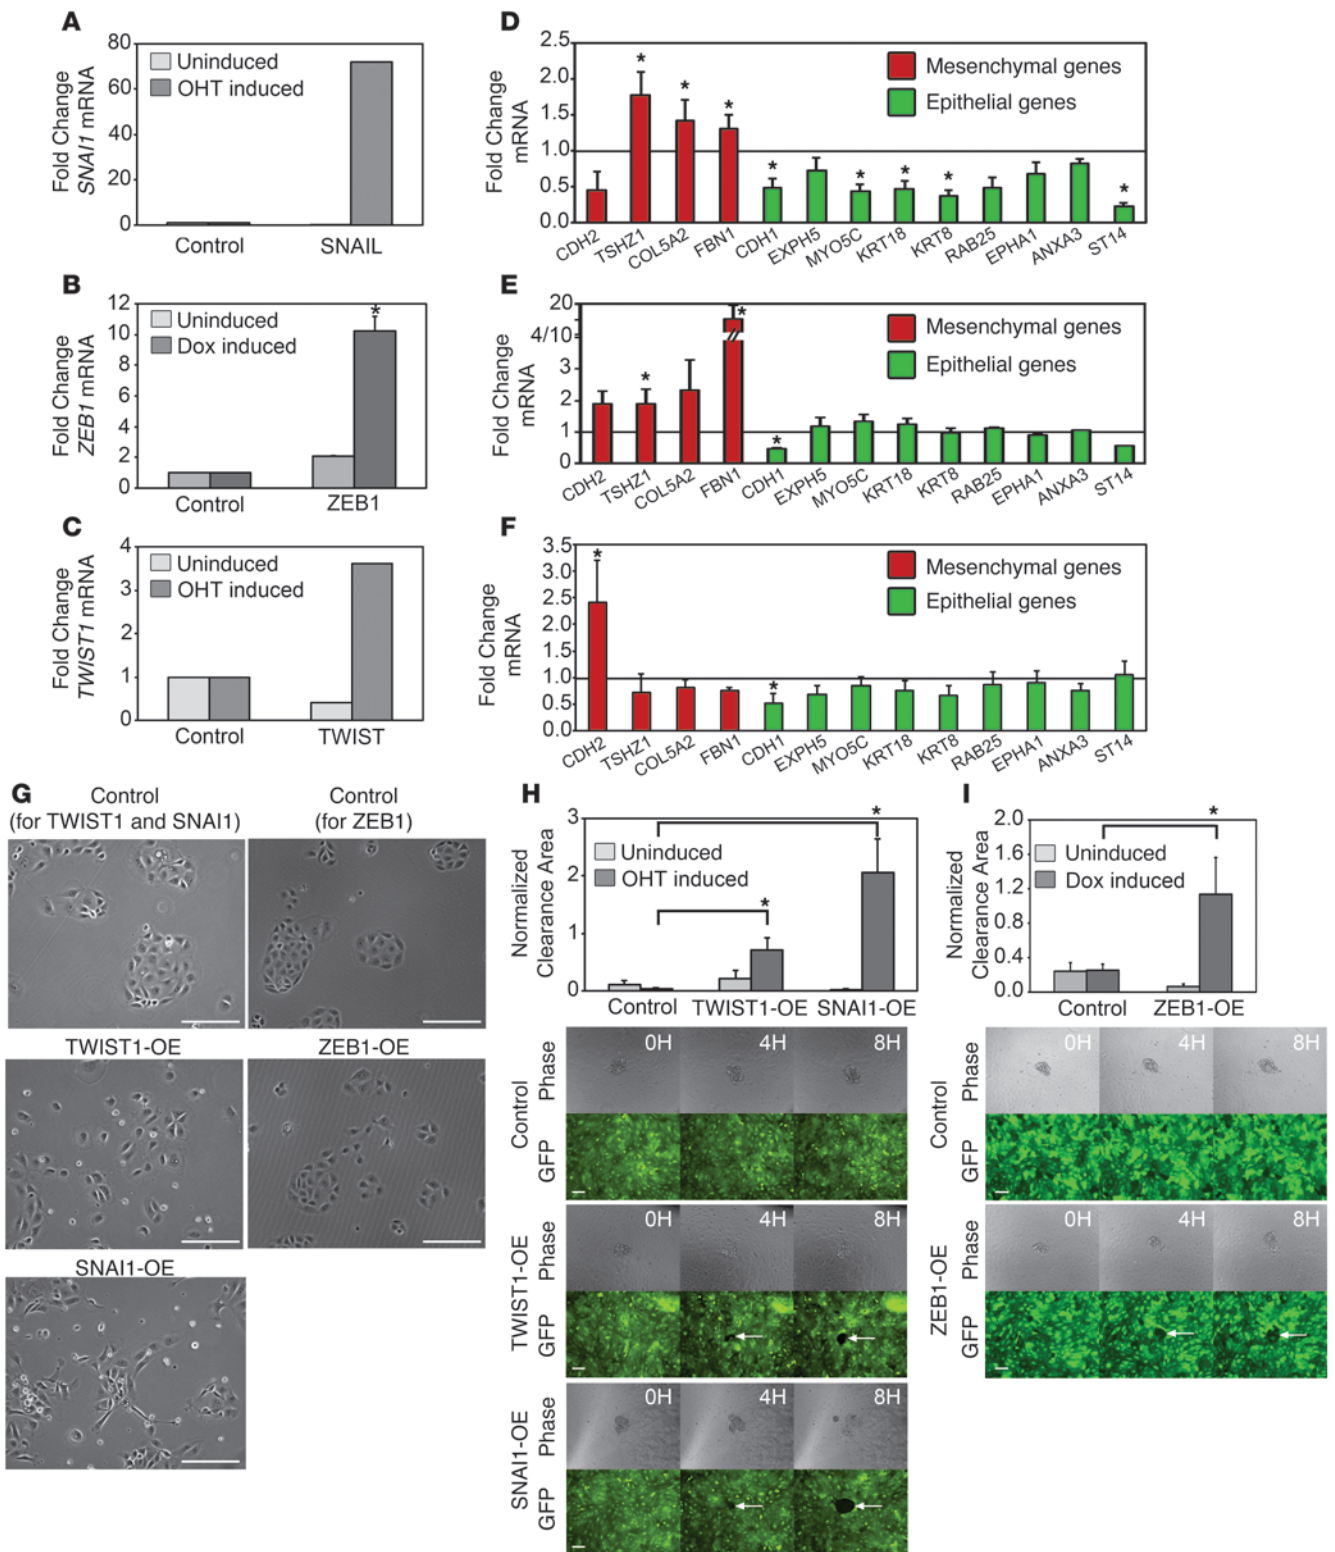 A
Fold Change
SNAI1 mRNA
80
60
40
20
0
Uninduced
OHT induced
Control
SNAIL
B
Fold Change
ZEB1 mRNA
12
10
8
6
4
2
0
Uninduced
Dox induced
*
Control
ZEB1
C
Fold Change
TWIST1 mRNA
4
3
2
1
0
Uninduced
OHT induced
Control
TWIST
D
Fold Change
mRNA
2.5
2.0
1.5
1.0
0.5
0.0
Mesenchymal genes
Epithelial genes
* * * * * * * *
CDH2 TSHZ1 COL5A2 FBN1 CDH1 EXPH5 MYO5C KRT18 KRT8 RAB25 EPHA1 ANXA3 ST14
E
Fold Change
mRNA
20
4/10
3
2
1
0
Mesenchymal genes
Epithelial genes
* * *
CDH2 TSHZ1 COL5A2 FBN1 CDH1 EXPH5 MYO5C KRT18 KRT8 RAB25 EPHA1 ANXA3 ST14
F
Fold Change
mRNA
3.5
3.0
2.5
2.0
1.5
1.0
0.5
0.0
Mesenchymal genes
Epithelial genes
* *
CDH2 TSHZ1 COL5A2 FBN1 CDH1 EXPH5 MYO5C KRT18 KRT8 RAB25 EPHA1 ANXA3 ST14
G
Control
(for TWIST1 and SNAI1)
Control
(for ZEB1)
TWIST1-OE
ZEB1-OE
SNAI1-OE
H
Normalized
Clearance Area
3
2
1
0
Uninduced
OHT induced
* *
Control TWIST1-OE SNAI1-OE
Control
Phase
GFP
0H 4H 8H
TWIST1-OE
Phase
GFP
0H 4H 8H
SNAI1-OE
Phase
GFP
0H 4H 8H
I
Normalized
Clearance Area
2.0
1.6
1.2
0.8
0.4
0.0
Uninduced
Dox induced
*
Control ZEB1-OE
Control
Phase
GFP
0H 4H 8H
ZEB1-OE
Phase
GFP
0H 4H 8H